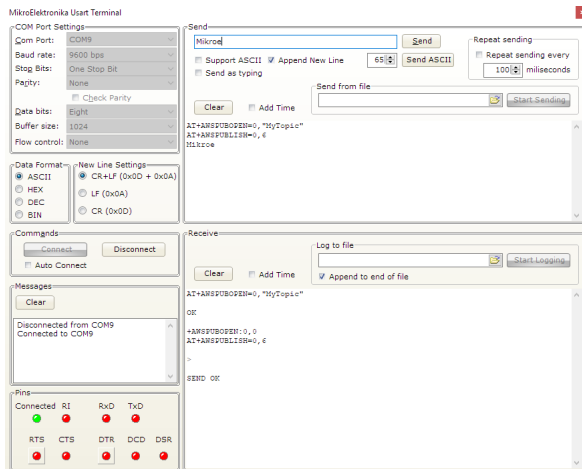 MikroElektronika Usart Terminal
COM Port Settings
Com Port: COM9
Baud rate: 9600 bps
Stop Bits: One Stop Bit
Parity: None
Check Parity
Data bits: Eight
Buffer size: 1024
Flow control: None
Data Format
ASCII
HEX
DEC
BIN
New Line Settings
CR+LF (0x0D + 0x0A)
LF (0x0A)
CR (0x0D)
Commands
Connect
Disconnect
Auto Connect
Messages
Clear
Disconnected from COM9
Connected to COM9
Pins
Connected RI RxD TxD
RTS CTS DTR DCD DSR
Send
Mikroe
Send
Support ASCII Append New Line 65 Send ASCII
Send as typing
Repeat sending
Repeat sending every
100 miliseconds
Send from file
Start Sending
Clear Add Time
AT+AWSPUBOPEN=0,"MyTopic"
AT+AWSPUBLISH=0,6
Mikroe
Receive
Log to file
Start Logging
Clear Add Time Append to end of file
AT+AWSPUBOPEN=0,"MyTopic"
OK
+AWSPUBOPEN:0,0
AT+AWSPUBLISH=0,6
>
SEND OK